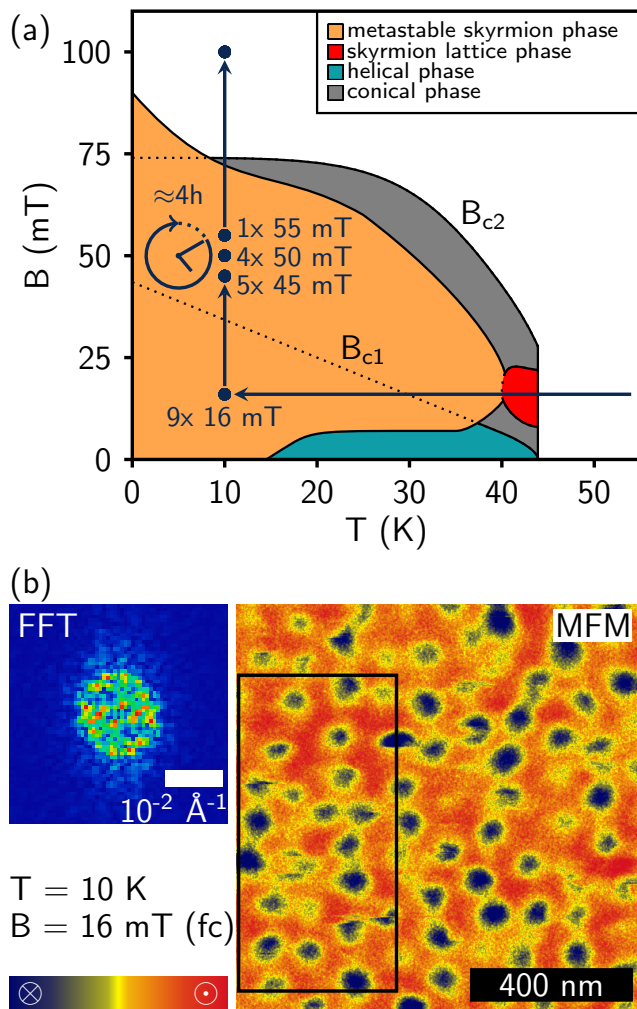 (a)
metastable skyrmion phase
skyrmion lattice phase
helical phase
conical phase
B (mT)
100
75
50
25
0
≈4h
1x 55 mT
4x 50 mT
5x 45 mT
9x 16 mT
B_c2
B_c1
0
10
20
30
40
50
T (K)
(b)
FFT
10⁻² Å⁻¹
MFM
T = 10 K
B = 16 mT (fc)
400 nm